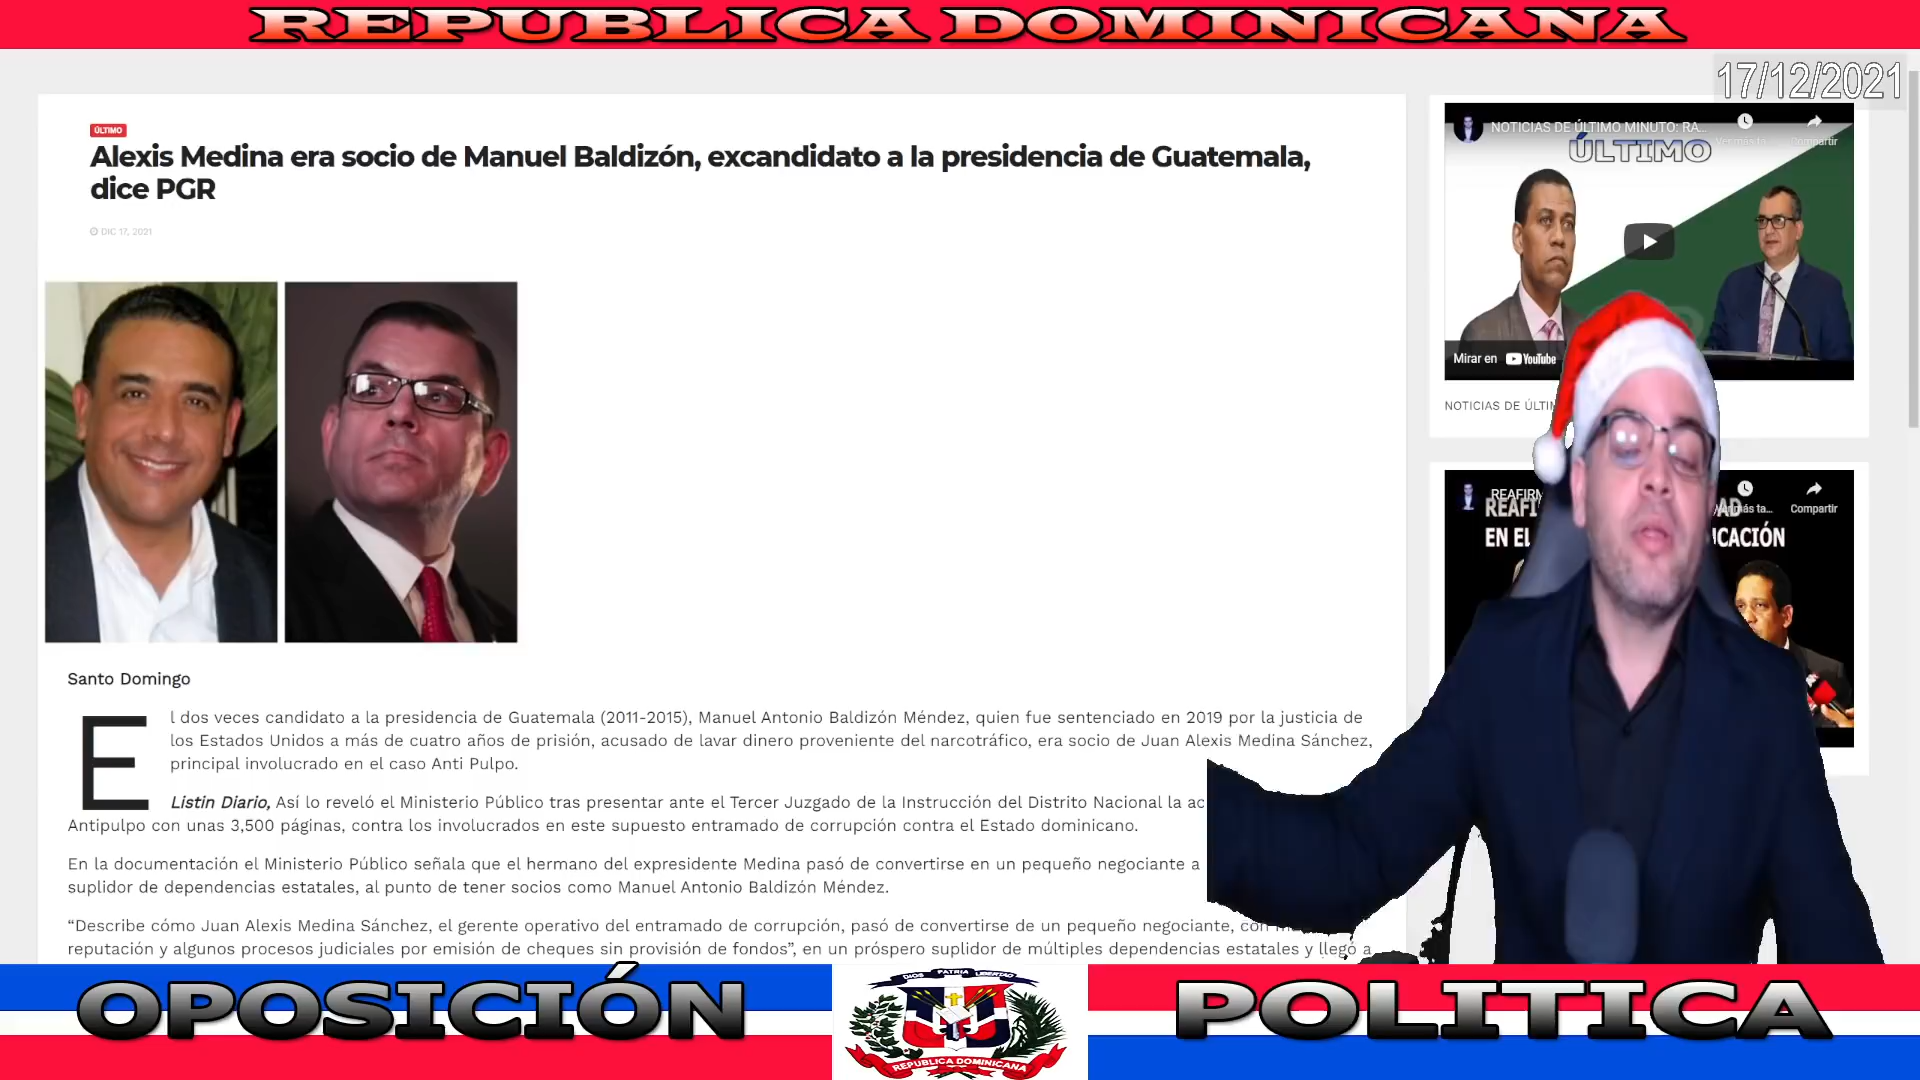 REPUBLICA DOMINICANA
17/12/2021
ÚLTIMO
Alexis Medina era socio de Manuel Baldizón, excandidato a la presidencia de Guatemala,
dice PGR
DIC 17, 2021
Santo Domingo
El dos veces candidato a la presidencia de Guatemala (2011-2015), Manuel Antonio Baldizón Méndez, quien fue sentenciado en 2019 por la justicia de
los Estados Unidos a más de cuatro años de prisión, acusado de lavar dinero proveniente del narcotráfico, era socio de Juan Alexis Medina Sánchez,
principal involucrado en el caso Anti Pulpo.
Listin Diario, Así lo reveló el Ministerio Público tras presentar ante el Tercer Juzgado de la Instrucción del Distrito Nacional la ac
Antipulpo con unas 3,500 páginas, contra los involucrados en este supuesto entramado de corrupción contra el Estado dominicano.
En la documentación el Ministerio Público señala que el hermano del expresidente Medina pasó de convertirse en un pequeño negociante a
suplidor de dependencias estatales, al punto de tener socios como Manuel Antonio Baldizón Méndez.
“Describe cómo Juan Alexis Medina Sánchez, el gerente operativo del entramado de corrupción, pasó de convertirse de un pequeño negociante, con
reputación y algunos procesos judiciales por emisión de cheques sin provisión de fondos”, en un próspero suplidor de múltiples dependencias estatales y llegó a
NOTICIAS DE ÚLTIMO MINUTO: RA...
Compartir
ÚLTIMO
Mirar en YouTube
NOTICIAS DE ÚLTIM
REAFIRM
más ta...
Compartir
REAFI AD
EN EL CACIÓN
OPOSICIÓN
DIOS PATRIA LIBERTAD
REPUBLICA DOMINICANA
POLITICA